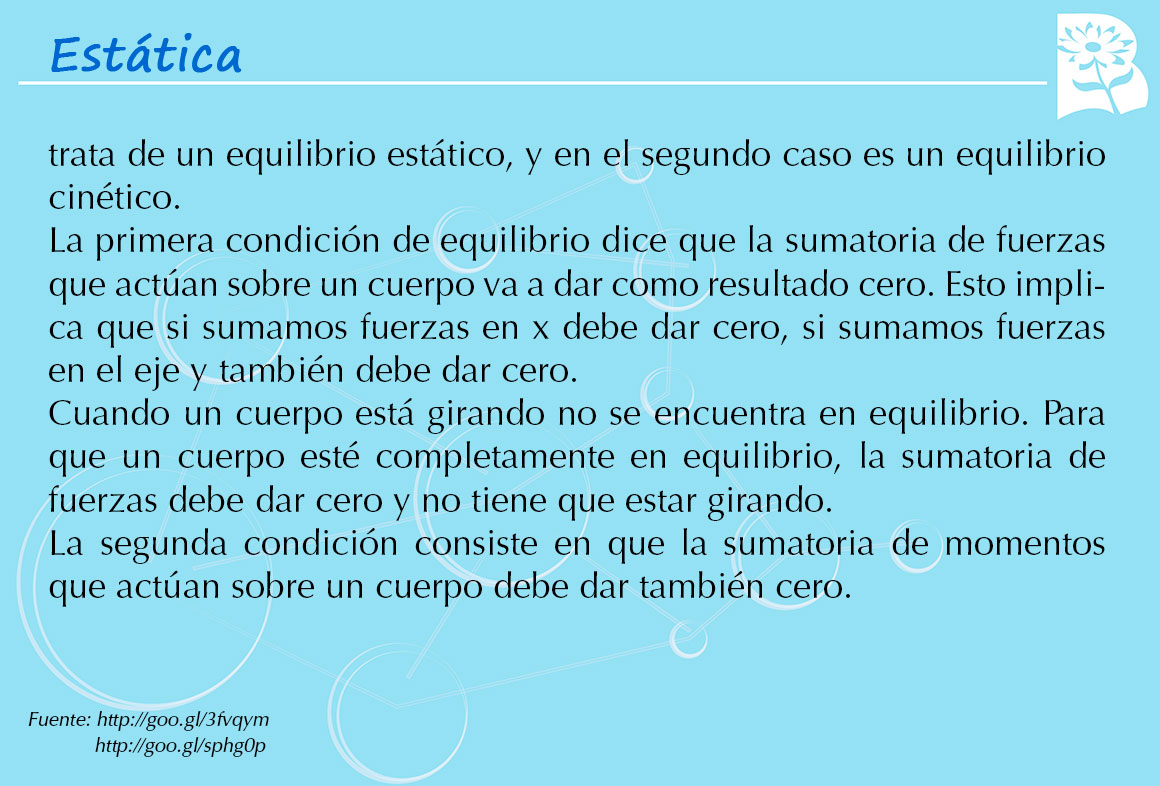 Estática
trata de un equilibrio estático, y en el segundo caso es un equilibrio
cinético.
La primera condición de equilibrio dice que la sumatoria de fuerzas
que actúan sobre un cuerpo va a dar como resultado cero. Esto impli-
ca que si sumamos fuerzas en x debe dar cero, si sumamos fuerzas
en el eje y también debe dar cero.
Cuando un cuerpo está girando no se encuentra en equilibrio. Para
que un cuerpo esté completamente en equilibrio, la sumatoria de
fuerzas debe dar cero y no tiene que estar girando.
La segunda condición consiste en que la sumatoria de momentos
que actúan sobre un cuerpo debe dar también cero.
Fuente: http://goo.gl/3fvqym
http://goo.gl/sphg0p